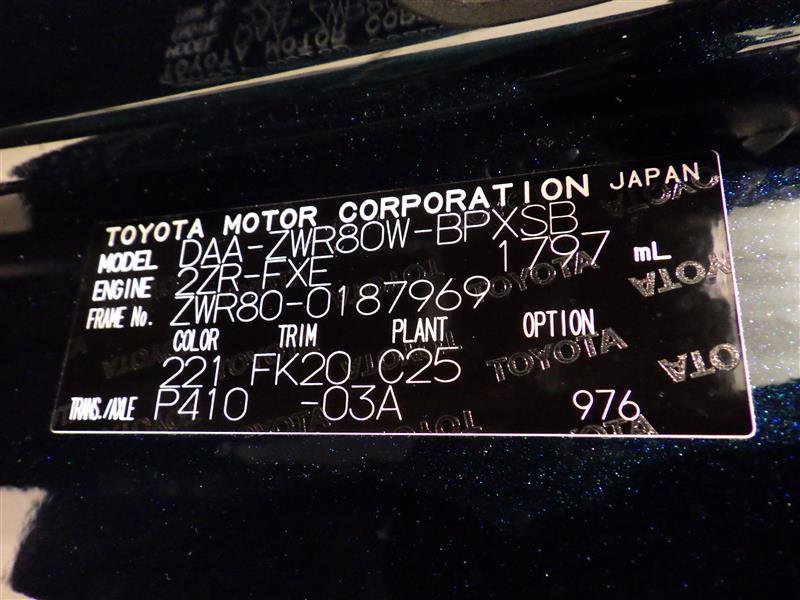 TOYOTA MOTOR CORPORATION JAPAN
MODEL DAA-ZWR80W-BPXSB
ENGINE 2ZR-FXE 1797 mL
FRAME No. ZWR80-0187969
COLOR TRIM PLANT OPTION
221 FK20 C25
TRANS./AXLE P410 -03A 976